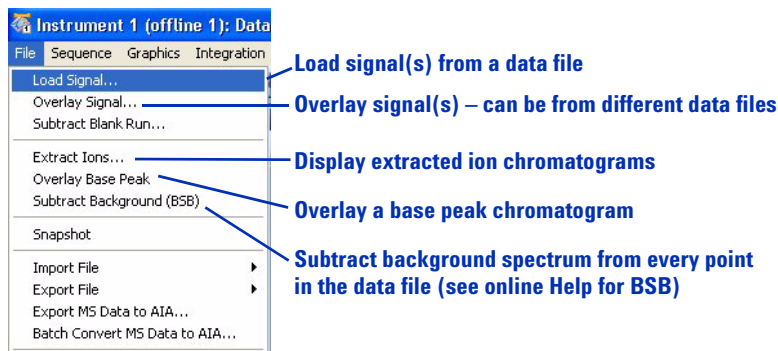 Instrument 1 (offline 1): Data
File Sequence Graphics Integration
Load Signal...
Load signal(s) from a data file
Overlay Signal...
Overlay signal(s) – can be from different data files
Subtract Blank Run...
Extract Ions...
Display extracted ion chromatograms
Overlay Base Peak
Overlay a base peak chromatogram
Subtract Background (BSB)
Subtract background spectrum from every point
in the data file (see online Help for BSB)
Snapshot
Import File
Export File
Export MS Data to AIA...
Batch Convert MS Data to AIA...